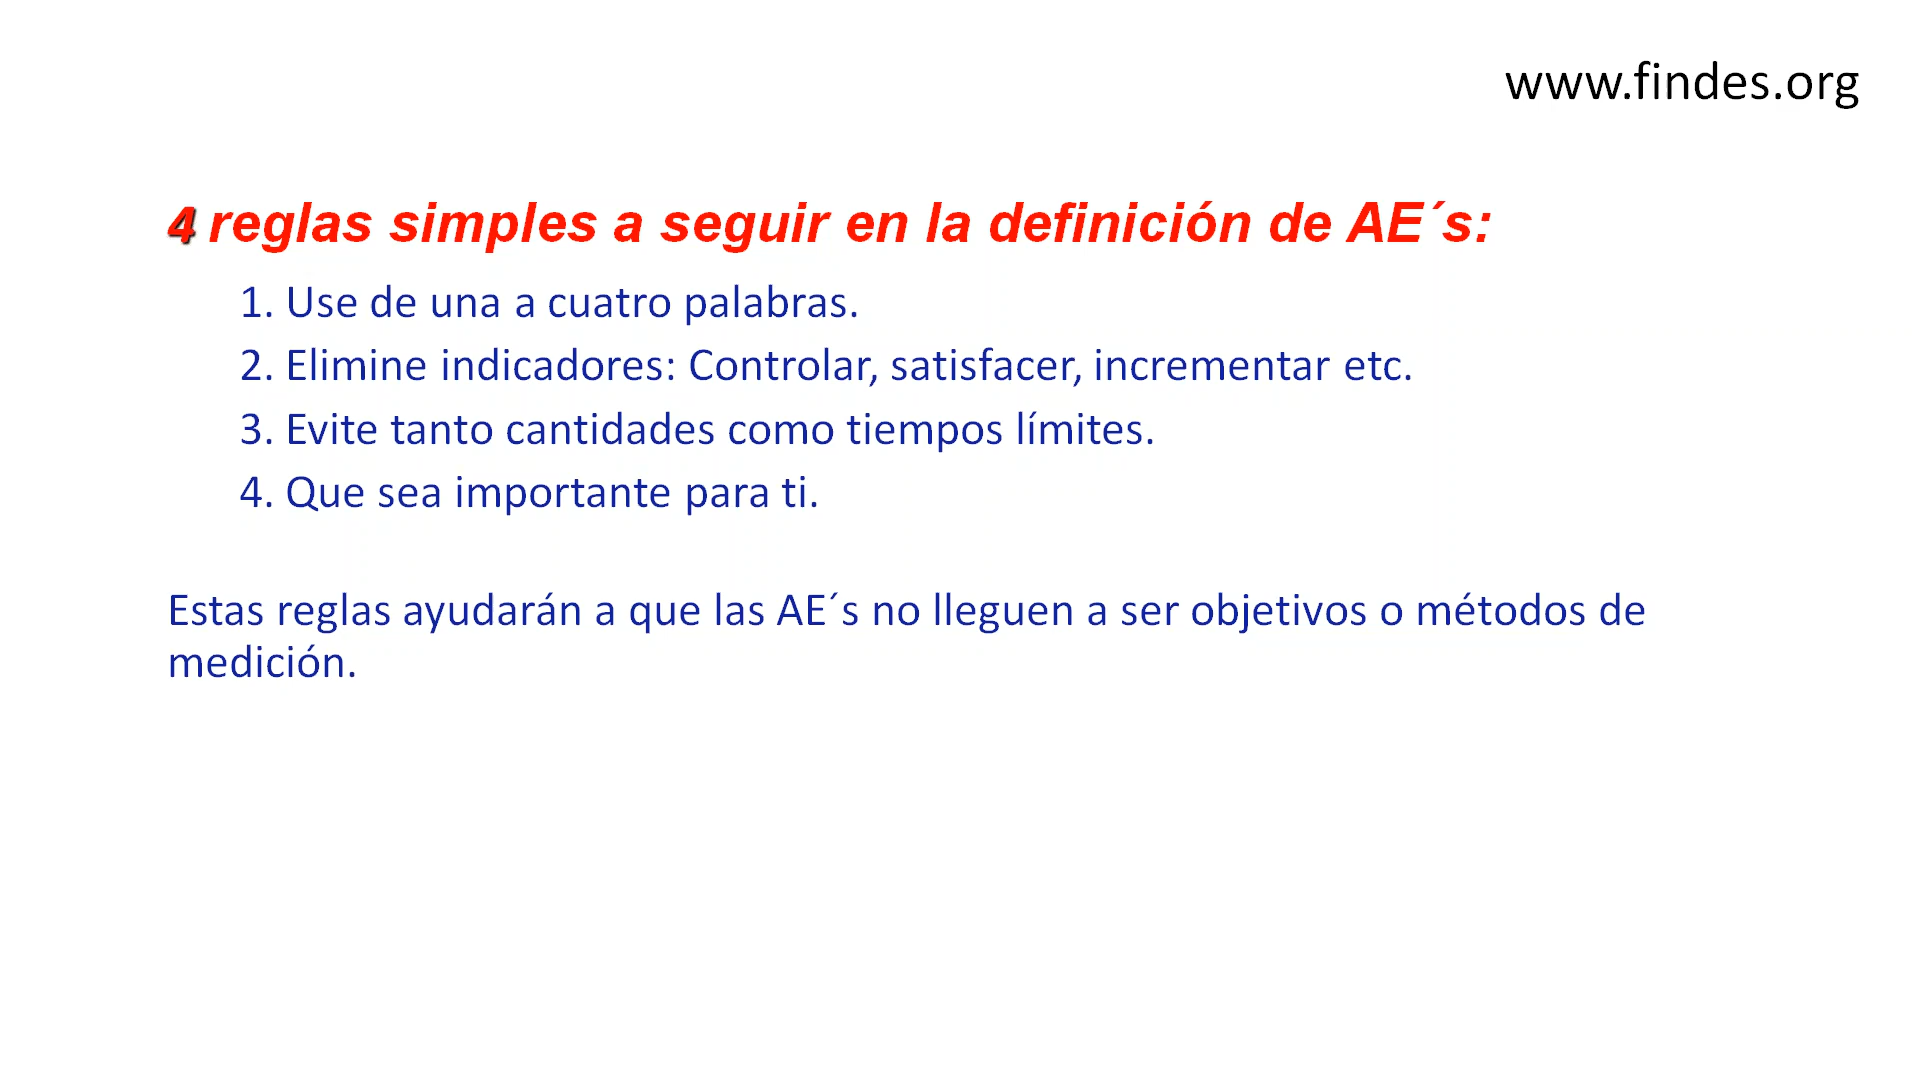 www.findes.org
4 reglas simples a seguir en la definición de AE´s:
1. Use de una a cuatro palabras.
2. Elimine indicadores: Controlar, satisfacer, incrementar etc.
3. Evite tanto cantidades como tiempos límites.
4. Que sea importante para ti.
Estas reglas ayudarán a que las AE´s no lleguen a ser objetivos o métodos de
medición.